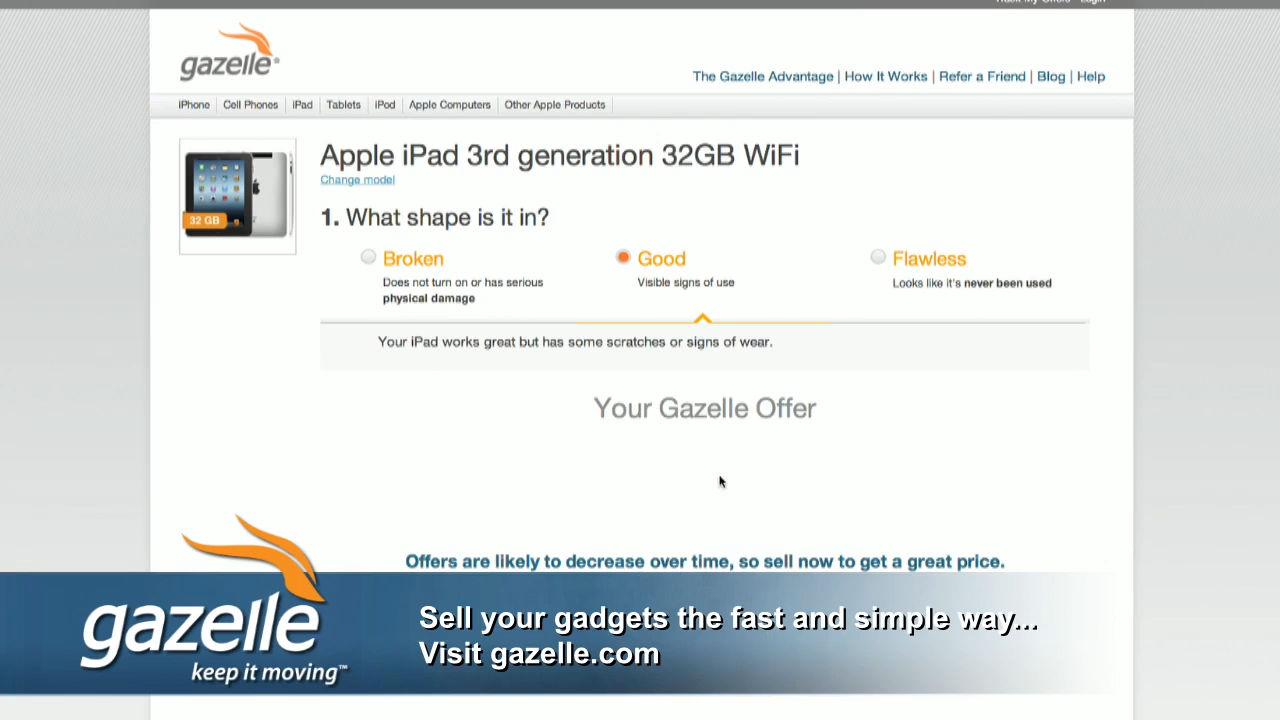 Track My Offers Login
gazelle®
The Gazelle Advantage | How It Works | Refer a Friend | Blog | Help
iPhone Cell Phones iPad Tablets iPod Apple Computers Other Apple Products
Apple iPad 3rd generation 32GB WiFi
Change model
32 GB
1. What shape is it in?
Broken
Does not turn on or has serious
physical damage
Good
Visible signs of use
Flawless
Looks like it's never been used
Your iPad works great but has some scratches or signs of wear.
Your Gazelle Offer
Offers are likely to decrease over time, so sell now to get a great price.
gazelle
keep it moving™
Sell your gadgets the fast and simple way...
Visit gazelle.com